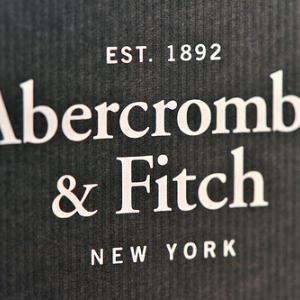 EST. 1892
Abercromb
& Fitch
NEW YORK